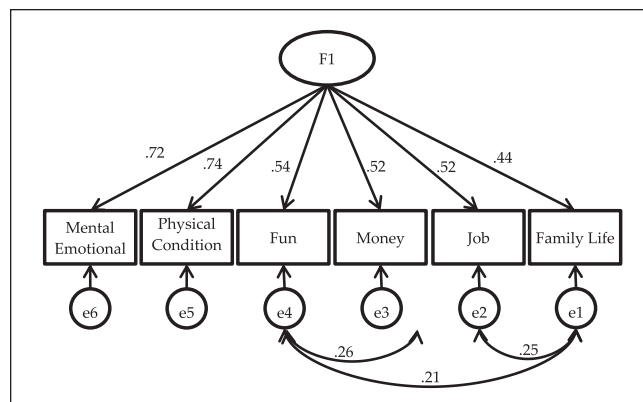 F1
.72
.74
.54
.52
.52
.44
Mental
Emotional
Physical
Condition
Fun
Money
Job
Family Life
e6
e5
e4
e3
e2
e1
.26
.25
.21